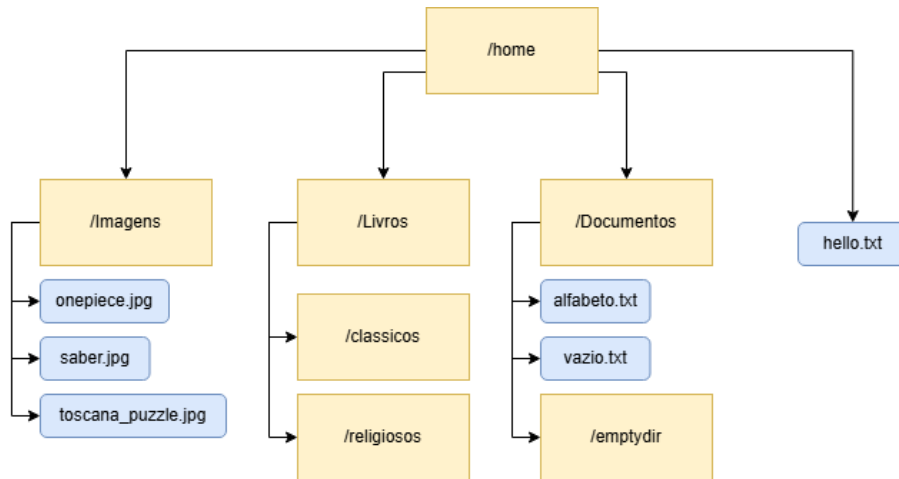 /home
/Imagens
onepiece.jpg
saber.jpg
toscana_puzzle.jpg
/Livros
/classicos
/religiosos
/Documentos
alfabeto.txt
vazio.txt
/emptydir
hello.txt